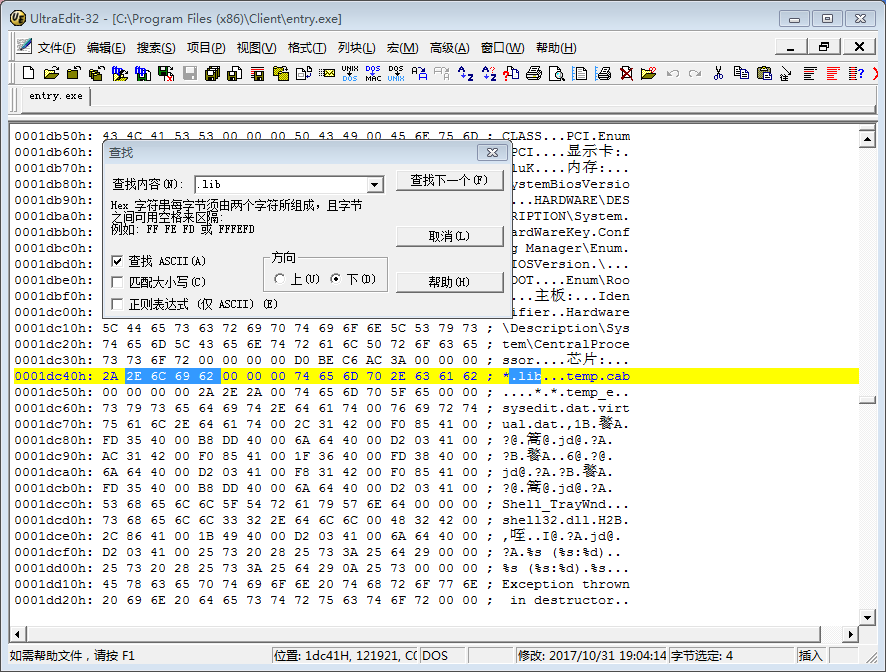 UltraEdit-32 - [C:\Program Files (x86)\Client\entry.exe]
文件(F) 编辑(E) 搜索(S) 项目(P) 视图(V) 格式(T) 列块(L) 宏(M) 高级(A) 窗口(W) 帮助(H)
entry.exe
0001db50h: 43 4C 41 53 53 00 00 00 50 43 49 00 45 6E 75 6D ; CLASS...PCI.Enum
0001db60h: PCI....显示卡:.
0001db70h: luK....内存:.
0001db80h: ystemBiosVersio
0001db90h: ...HARDWARE\DES
0001dba0h: RIPTION\System.
0001dbb0h: ardWareKey.Conf
0001dbc0h: g Manager\Enum.
0001dbd0h: IOSVersion.\...
0001dbe0h: OOT....Enum\Roo
0001dbf0h: ...主板:...Iden
0001dc00h: ifier..Hardware
查找
查找内容(N): .lib
查找下一个(F)
Hex 字符串每字节须由两个字符所组成，且字节
之间可用空格来区隔:
例如: FF FE FD 或 FFFEFD
取消(L)
查找 ASCII(A)
匹配大小写(C)
正则表达式 (仅 ASCII) (E)
方向
上(U) 下(D)
帮助(H)
0001dc10h: 5C 44 65 73 63 72 69 70 74 69 6F 6E 5C 53 79 73 ; \Description\Sys
0001dc20h: 74 65 6D 5C 43 65 6E 74 72 61 6C 50 72 6F 63 65 ; tem\CentralProce
0001dc30h: 73 73 6F 72 00 00 00 00 D0 BE C6 AC 3A 00 00 00 ; ssor....芯片:...
0001dc40h: 2A 2E 6C 69 62 00 00 00 74 65 6D 70 2E 63 61 62 ; *.lib...temp.cab
0001dc50h: 00 00 00 00 2A 2E 2A 00 74 65 6D 70 5F 65 00 00 ; ....*.*.temp_e..
0001dc60h: 73 79 73 65 64 69 74 2E 64 61 74 00 76 69 72 74 ; sysedit.dat.virt
0001dc70h: 75 61 6C 2E 64 61 74 00 2C 31 42 00 F0 85 41 00 ; ual.dat.,1B.餋A.
0001dc80h: FD 35 40 00 B8 DD 40 00 6A 64 40 00 D2 03 41 00 ; ?@.篙@.jd@.?A.
0001dc90h: AC 31 42 00 F0 85 41 00 1F 36 40 00 FD 38 40 00 ; ?B.餋A..6@.?@.
0001dca0h: 6A 64 40 00 D2 03 41 00 F8 31 42 00 F0 85 41 00 ; jd@.?A.?B.餋A.
0001dcb0h: FD 35 40 00 B8 DD 40 00 6A 64 40 00 D2 03 41 00 ; ?@.篙@.jd@.?A.
0001dcc0h: 53 68 65 6C 6C 5F 54 72 61 79 57 6E 64 00 00 00 ; Shell_TrayWnd...
0001dcd0h: 73 68 65 6C 6C 33 32 2E 64 6C 6C 00 48 32 42 00 ; shell32.dll.H2B.
0001dce0h: 2C 86 41 00 1B 49 40 00 D2 03 41 00 6A 64 40 00 ; ,咥..I@.?A.jd@.
0001dcf0h: D2 03 41 00 25 73 20 28 25 73 3A 25 64 29 00 00 ; ?A.%s (%s:%d)..
0001dd00h: 25 73 20 28 25 73 3A 25 64 29 0A 25 73 00 00 00 ; %s (%s:%d).%s...
0001dd10h: 45 78 63 65 70 74 69 6F 6E 20 74 68 72 6F 77 6E ; Exception thrown
0001dd20h: 20 69 6E 20 64 65 73 74 72 75 63 74 6F 72 00 00 ; in destructor..
如需帮助文件，请按 F1 位置: 1dc41H, 121921, C0 DOS 修改: 2017/10/31 19:04:14 字节选定: 4 插入